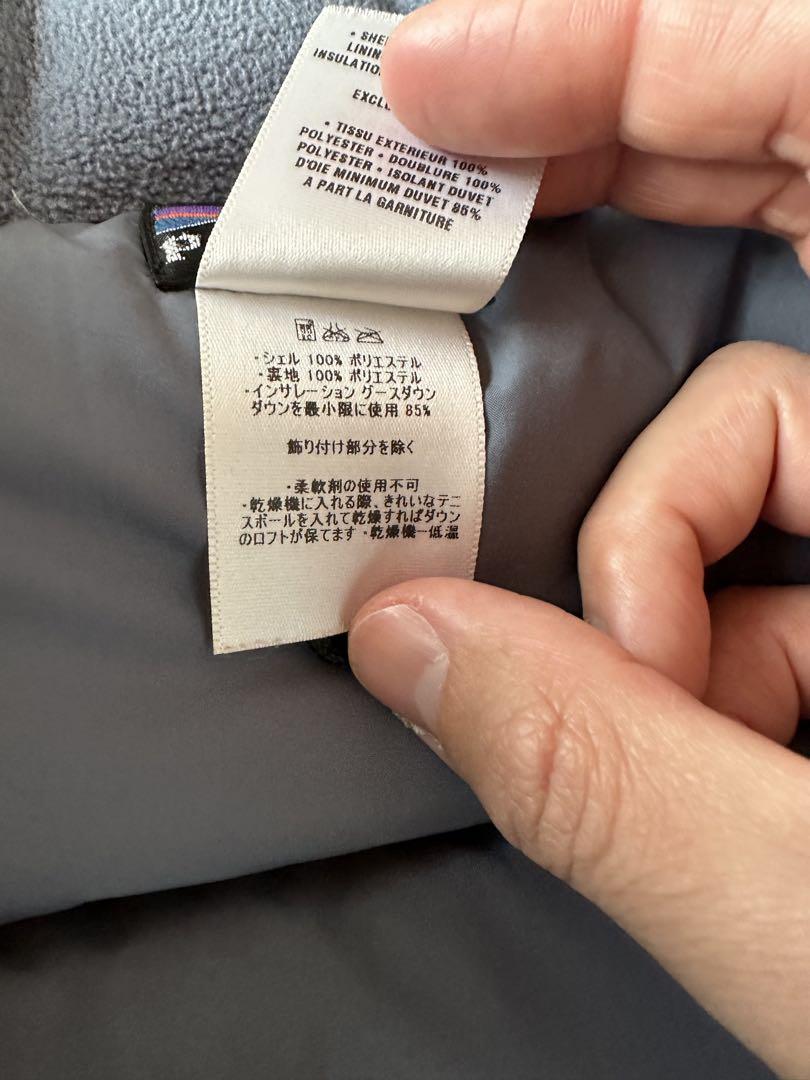 • SHE
LININ
INSULATIO
EXCL
• TISSU EXTERIEUR 100%
POLYESTER • DOUBLURE 100%
POLYESTER • ISOLANT DUVET
D'OIE MINIMUM DUVET 85%
A PART LA GARNITURE
・シェル 100% ポリエステル
・裏地 100% ポリエステル
・インサレーション グースダウン
ダウンを最小限に使用 85%
飾り付け部分を除く
・柔軟剤の使用不可
・乾燥機に入れる際、きれいなテニ
スボールを入れて乾燥すればダウン
のロフトが保てます ・乾燥機ー低温